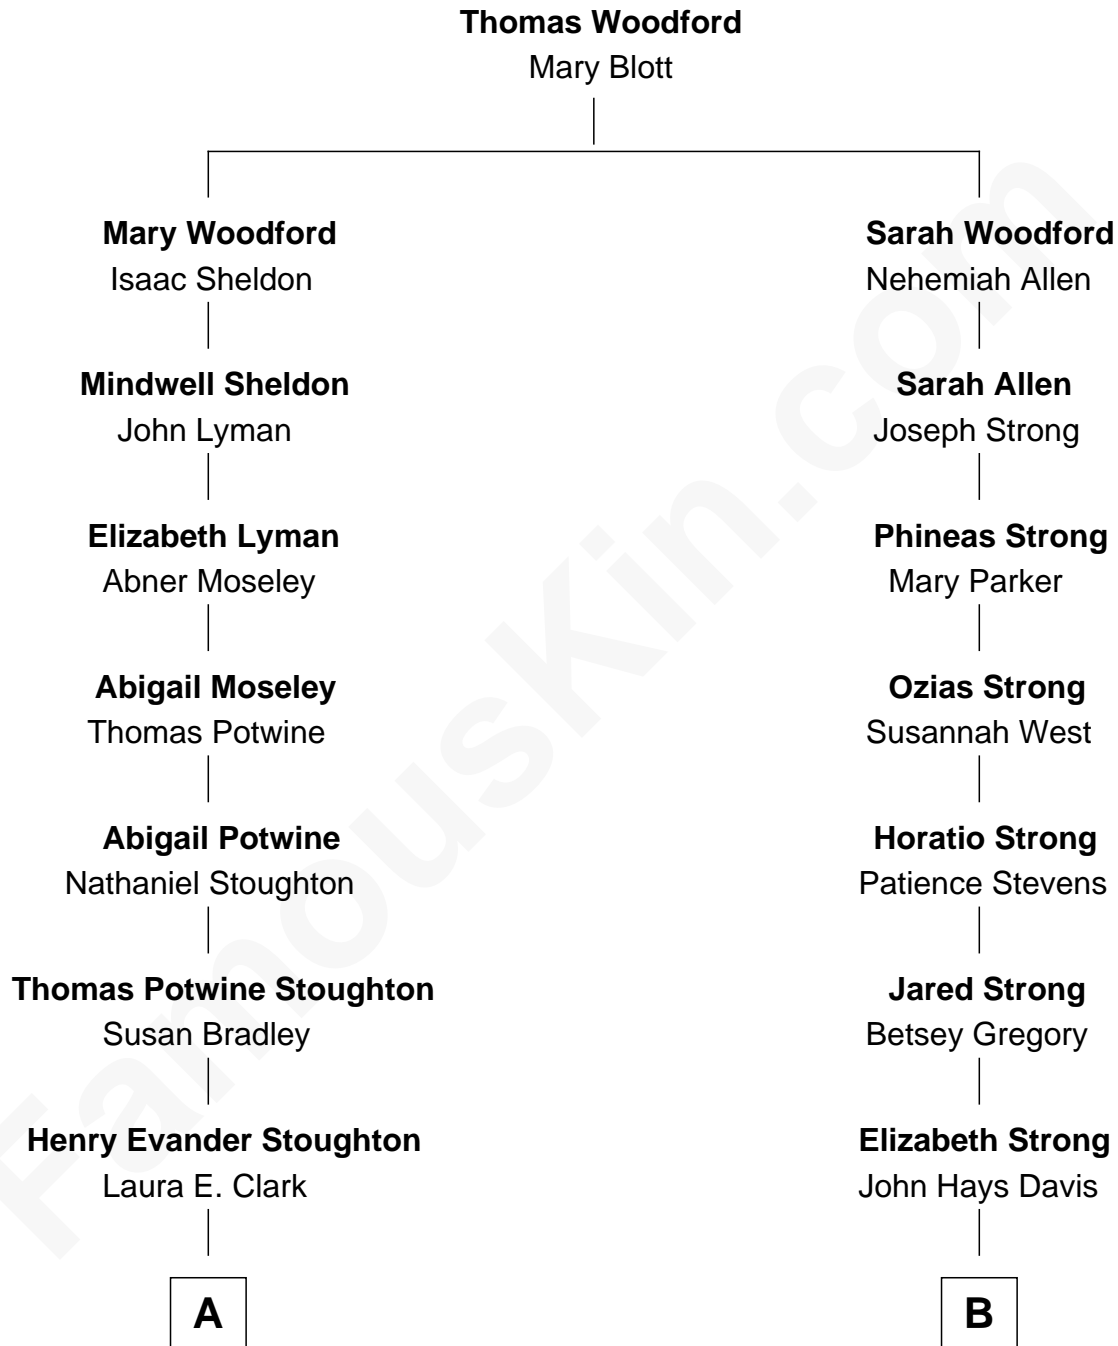 Thomas Woodford
Mary Blott
Mary Woodford
Isaac Sheldon
Sarah Woodford
Nehemiah Allen
Mindwell Sheldon
John Lyman
Sarah Allen
Joseph Strong
Elizabeth Lyman
Abner Moseley
Phineas Strong
Mary Parker
Abigail Moseley
Thomas Potwine
Ozias Strong
Susannah West
Abigail Potwine
Nathaniel Stoughton
Horatio Strong
Patience Stevens
Thomas Potwine Stoughton
Susan Bradley
Jared Strong
Betsey Gregory
Henry Evander Stoughton
Laura E. Clark
Elizabeth Strong
John Hays Davis
A
B
FamousKin.com